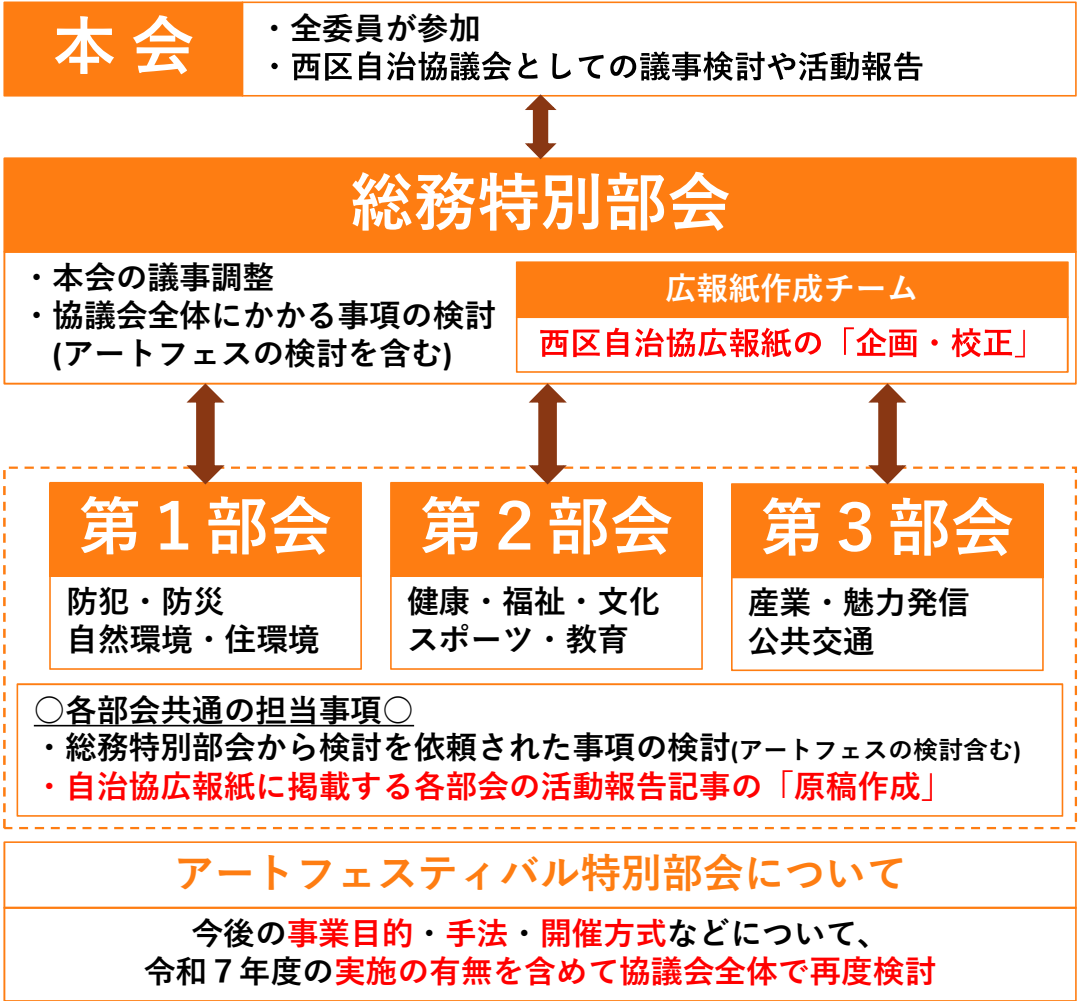 本 会
・全委員が参加
・西区自治協議会としての議事検討や活動報告
総務特別部会
・本会の議事調整
・協議会全体にかかる事項の検討
(アートフェスの検討を含む)
広報紙作成チーム
西区自治協広報紙の「企画・校正」
第１部会
防犯・防災
自然環境・住環境
第２部会
健康・福祉・文化
スポーツ・教育
第３部会
産業・魅力発信
公共交通
○各部会共通の担当事項○
・総務特別部会から検討を依頼された事項の検討(アートフェスの検討含む)
・自治協広報紙に掲載する各部会の活動報告記事の「原稿作成」
アートフェスティバル特別部会について
今後の事業目的・手法・開催方式などについて、
令和７年度の実施の有無を含めて協議会全体で再度検討